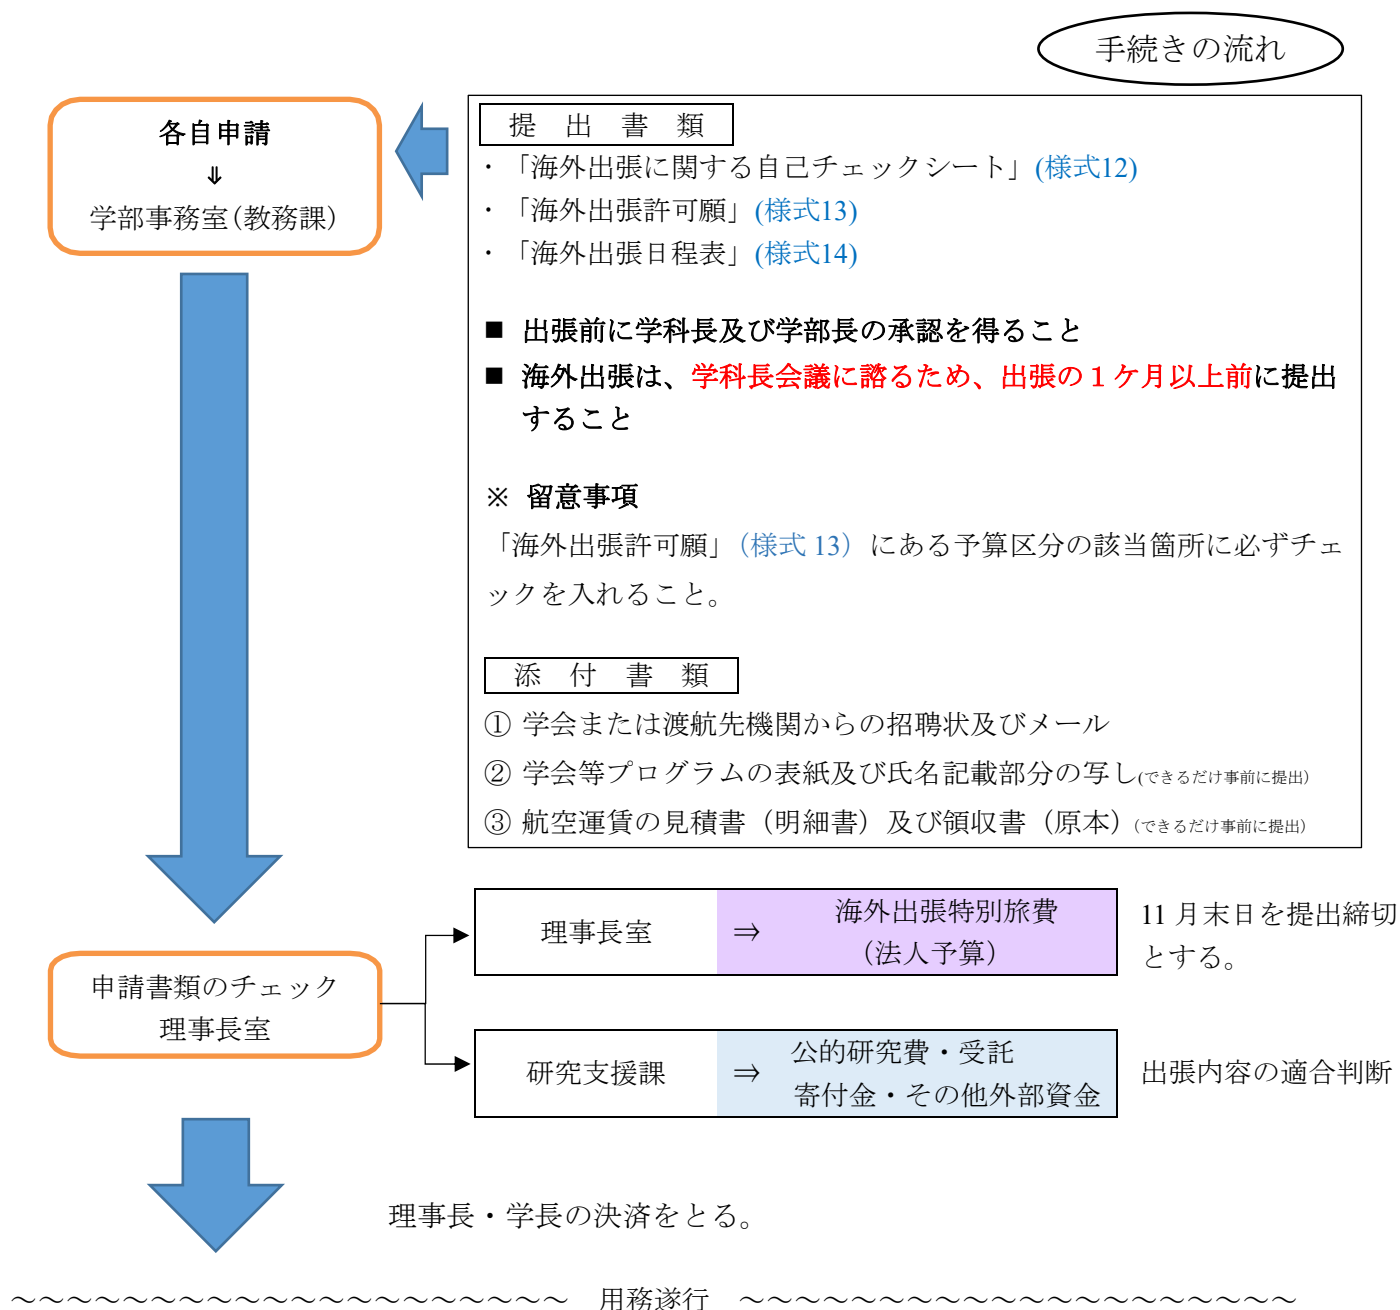 手続きの流れ
各自申請
⇓
学部事務室（教務課）
提 出 書 類
・「海外出張に関する自己チェックシート」(様式12)
・「海外出張許可願」(様式13)
・「海外出張日程表」(様式14)
■ 出張前に学科長及び学部長の承認を得ること
■ 海外出張は、学科長会議に諮るため、出張の１ケ月以上前に提出
すること
※ 留意事項
「海外出張許可願」（様式 13）にある予算区分の該当箇所に必ずチェ
ックを入れること。
添 付 書 類
① 学会または渡航先機関からの招聘状及びメール
② 学会等プログラムの表紙及び氏名記載部分の写し(できるだけ事前に提出)
③ 航空運賃の見積書（明細書）及び領収書（原本）(できるだけ事前に提出)
申請書類のチェック
理事長室
理事長室 ⇒ 海外出張特別旅費
（法人予算）
11 月末日を提出締切
とする。
研究支援課 ⇒ 公的研究費・受託
寄付金・その他外部資金
出張内容の適合判断
理事長・学長の決済をとる。
～～～～～～～～～～～～～～～～～～～～ 用務遂行 ～～～～～～～～～～～～～～～～～～～～